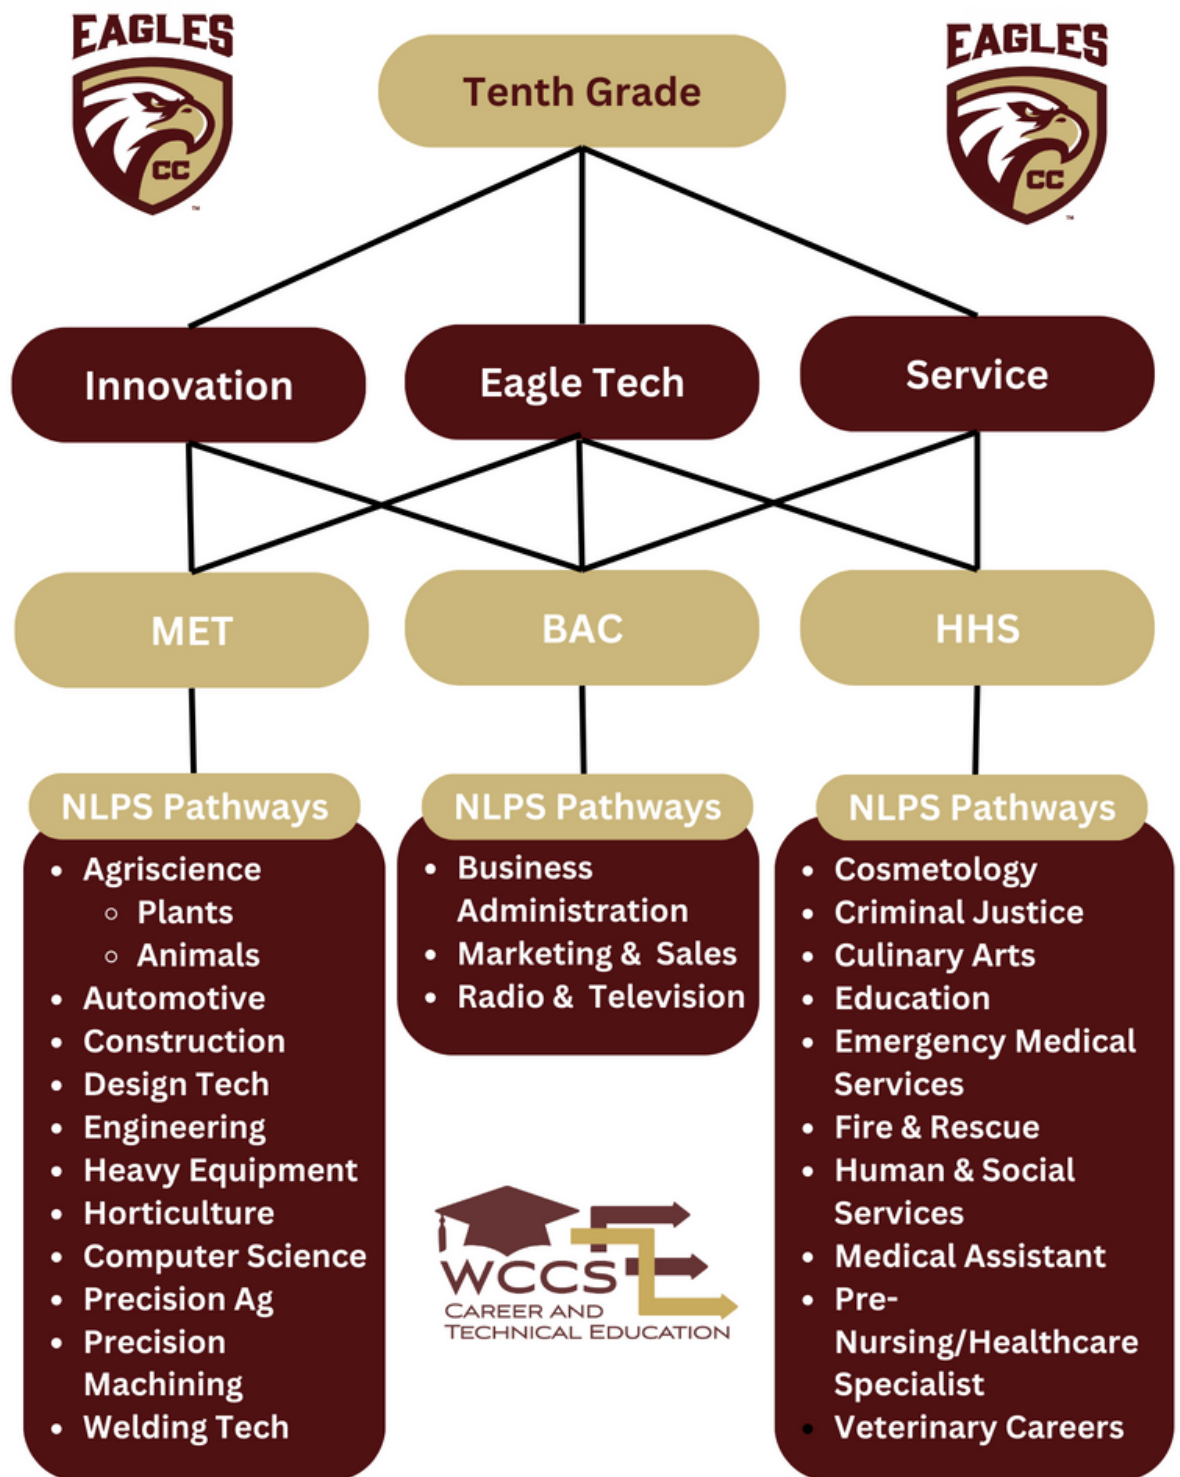 EAGLES
CC
TM
EAGLES
CC
TM
Tenth Grade
Innovation
Eagle Tech
Service
MET
BAC
HHS
NLPS Pathways
• Agriscience
○ Plants
○ Animals
• Automotive
• Construction
• Design Tech
• Engineering
• Heavy Equipment
• Horticulture
• Computer Science
• Precision Ag
• Precision
Machining
• Welding Tech
NLPS Pathways
• Business
Administration
• Marketing & Sales
• Radio & Television
NLPS Pathways
• Cosmetology
• Criminal Justice
• Culinary Arts
• Education
• Emergency Medical
Services
• Fire & Rescue
• Human & Social
Services
• Medical Assistant
• Pre-
Nursing/Healthcare
Specialist
• Veterinary Careers
WCCS
CAREER AND
TECHNICAL EDUCATION